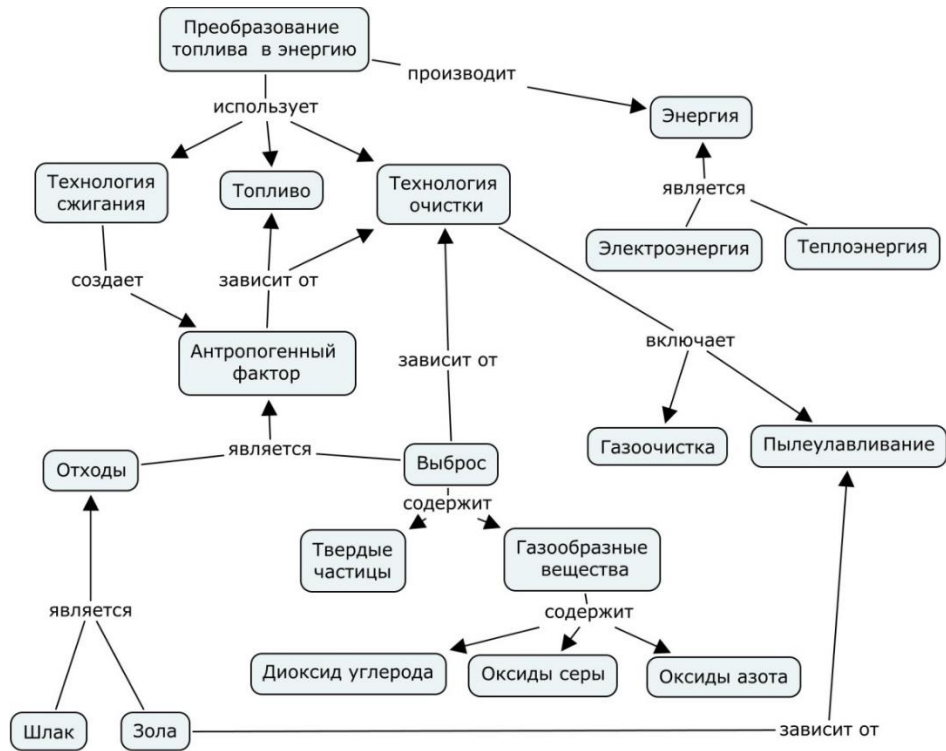 Преобразование
топлива в энергию
производит
использует
Энергия
Технология
сжигания
Топливо
Технология
очистки
является
Электроэнергия
Теплоэнергия
создает
зависит от
Антропогенный
фактор
зависит от
включает
Отходы
является
Выброс
Газоочистка
Пылеулавливание
содержит
Твердые
частицы
Газообразные
вещества
является
содержит
Диоксид углерода
Оксиды серы
Оксиды азота
Шлак
Зола
зависит от